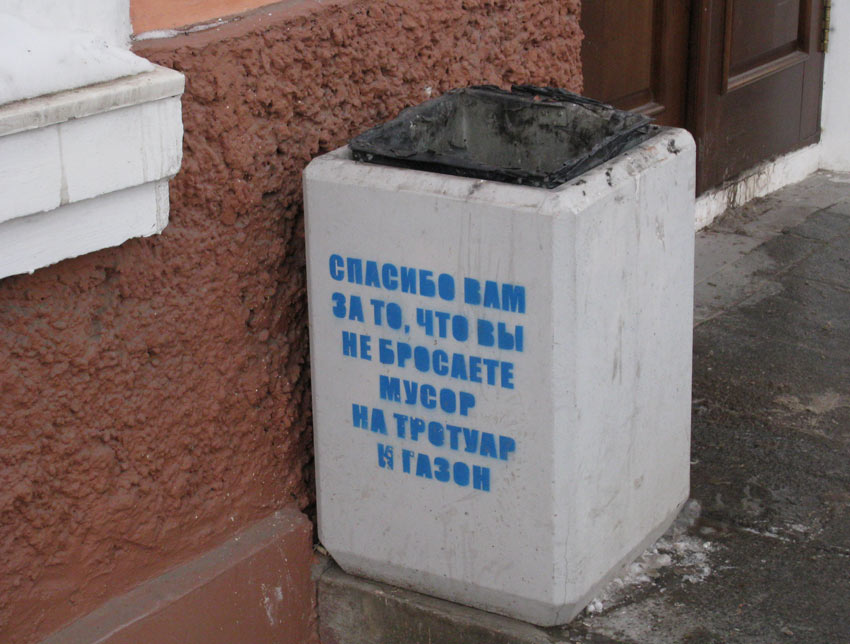 СПАСИБО ВАМ
ЗА ТО, ЧТО ВЫ
НЕ БРОСАЕТЕ
МУСОР
НА ТРОТУАР
И ГАЗОН